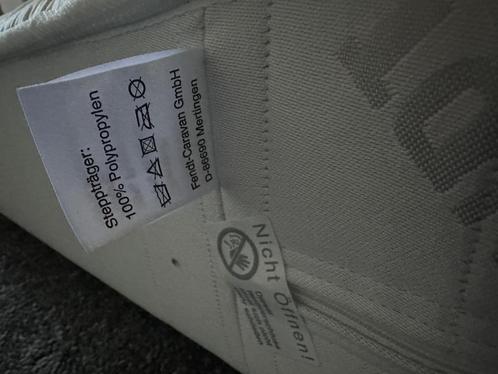 Steppträger:
100% Polypropylen
Fendt-Caravan GmbH
D-86690 Mertingen
Nicht Öffnen!